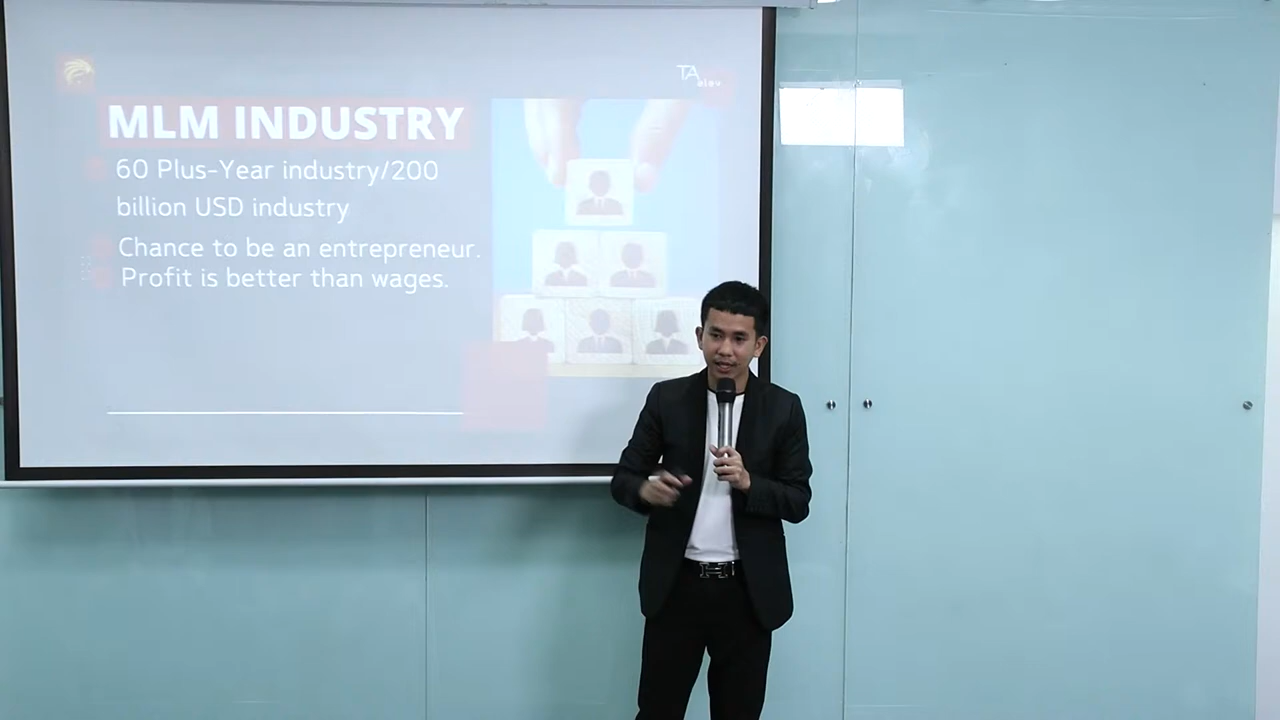 TA
MLM INDUSTRY
60 Plus-Year industry/200
billion USD industry
Chance to be an entrepreneur.
Profit is better than wages.